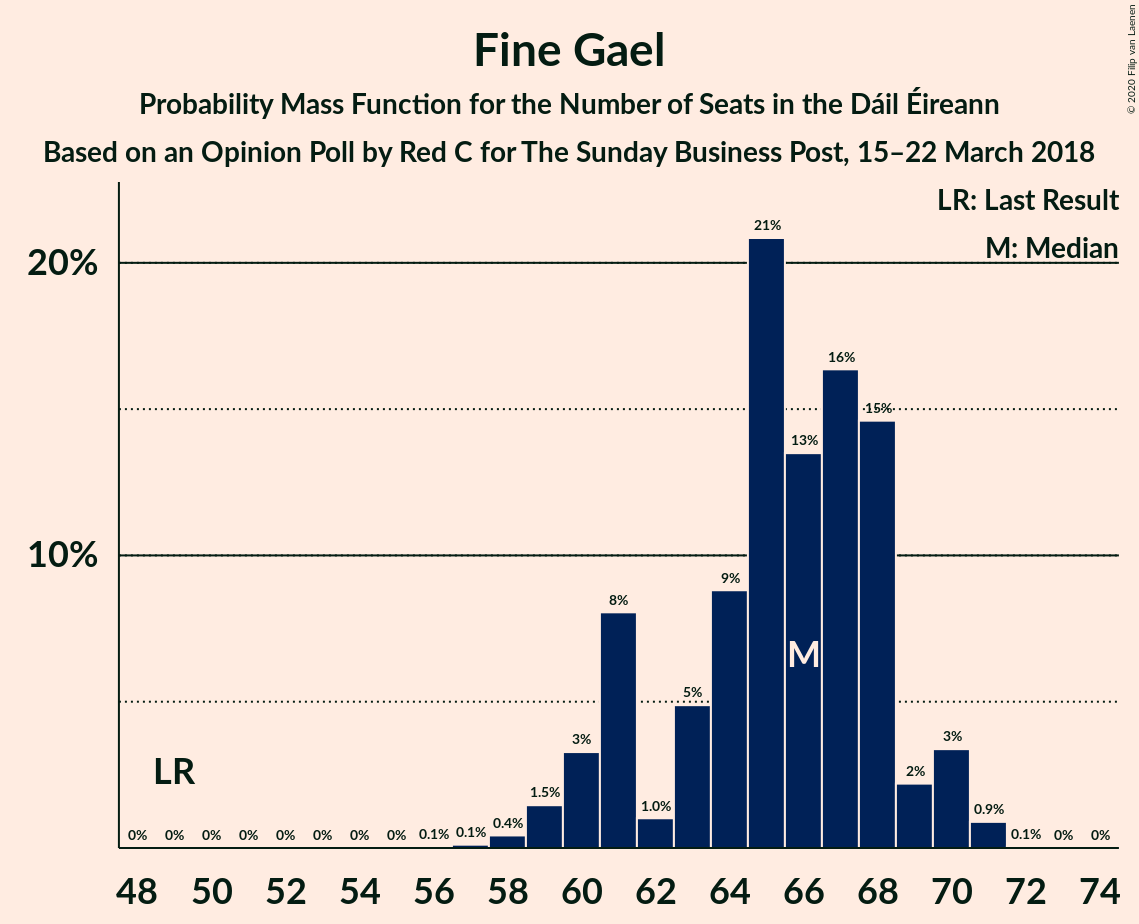 Fine Gael
Probability Mass Function for the Number of Seats in the Dáil Éireann
Based on an Opinion Poll by Red C for The Sunday Business Post, 15–22 March 2018
© 2020 Filip van Laenen
LR: Last Result
M: Median
20%
10%
21%
16%
15%
13%
9%
8%
5%
3%
3%
2%
1.5%
1.0%
0.9%
0.4%
0% 0% 0% 0% 0% 0% 0% 0% 0.1% 0.1% 0.1% 0% 0%
M
LR
48 50 52 54 56 58 60 62 64 66 68 70 72 74